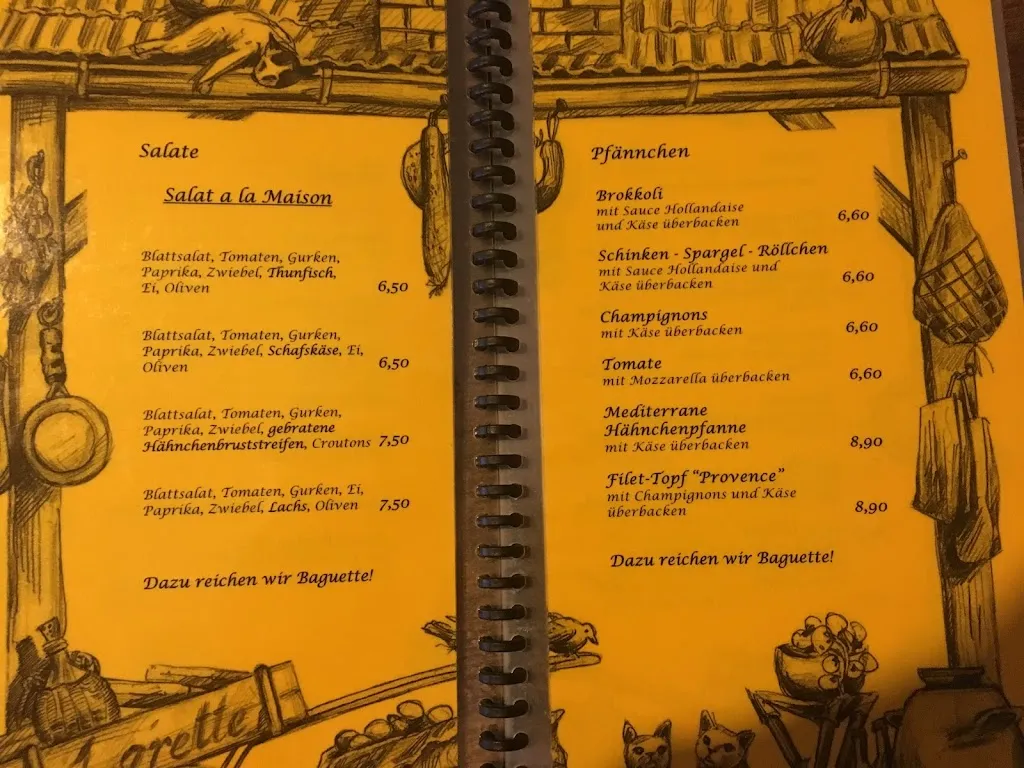 Salate
Salat a la Maison
Blattsalat, Tomaten, Gurken,
Paprika, Zwiebel, Thunfisch,
Ei, Oliven 6,50
Blattsalat, Tomaten, Gurken,
Paprika, Zwiebel, Schafskäse, Ei,
Oliven 6,50
Blattsalat, Tomaten, Gurken,
Paprika, Zwiebel, gebratene
Hähnchenbruststreifen, Croutons 7,50
Blattsalat, Tomaten, Gurken, Ei,
Paprika, Zwiebel, Lachs, Oliven 7,50
Dazu reichen wir Baguette!
Pfännchen
Brokkoli
mit Sauce Hollandaise
und Käse überbacken 6,60
Schinken - Spargel - Röllchen
mit Sauce Hollandaise und
Käse überbacken 6,60
Champignons
mit Käse überbacken 6,60
Tomate
mit Mozzarella überbacken 6,60
Mediterrane
Hähnchenpfanne
mit Käse überbacken 8,90
Filet-Topf “Provence”
mit Champignons und Käse
überbacken 8,90
Dazu reichen wir Baguette!